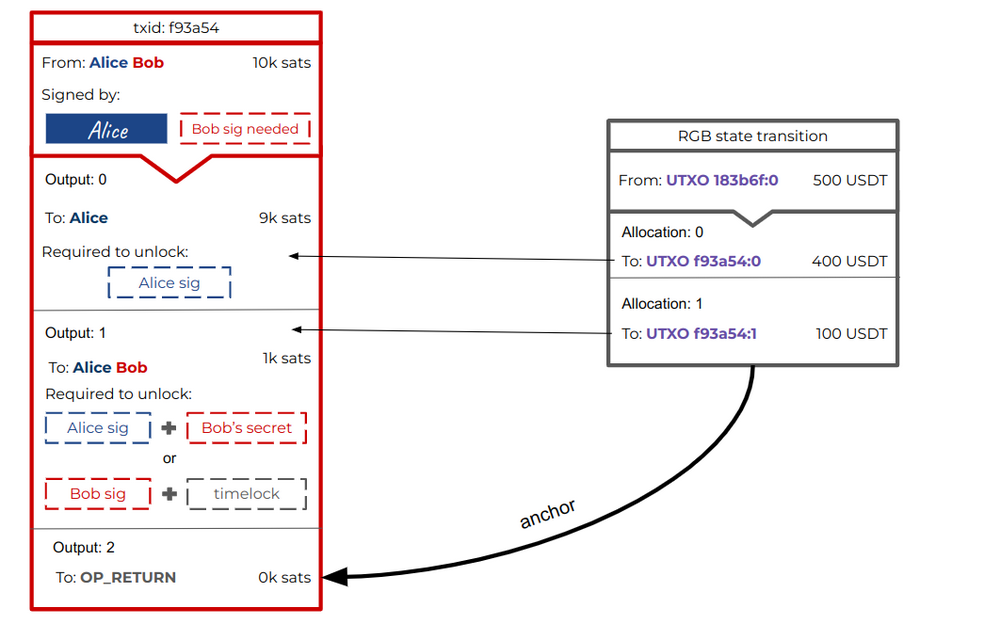 txid: f93a54
From: Alice Bob 10k sats
Signed by:
Alice Bob sig needed
Output: 0
To: Alice 9k sats
Required to unlock:
Alice sig
Output: 1
To: Alice Bob 1k sats
Required to unlock:
Alice sig + Bob's secret
or
Bob sig + timelock
Output: 2
To: OP_RETURN 0k sats
RGB state transition
From: UTXO 183b6f:0 500 USDT
Allocation: 0
To: UTXO f93a54:0 400 USDT
Allocation: 1
To: UTXO f93a54:1 100 USDT
anchor